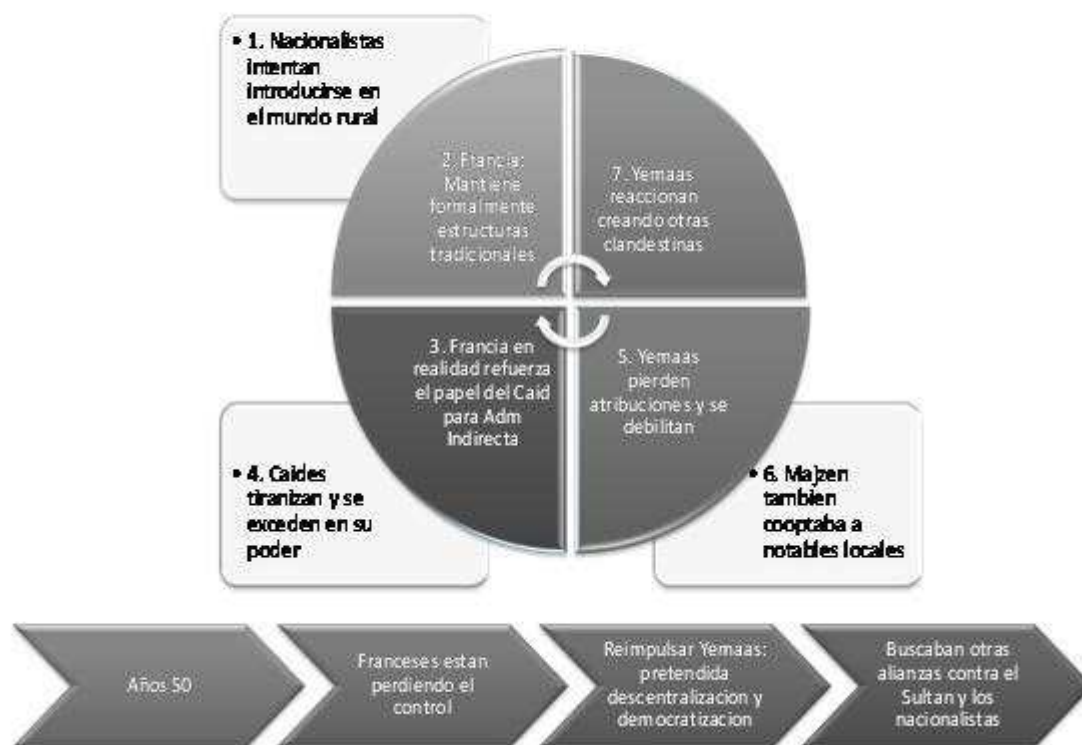 • 1. Nacionalistas
intentan
introducirse en
el mundo rural
2. Francia:
Mantiene
formalmente
estructuras
tradicionales
7. Yemaas
reaccionan
creando otras
clandestinas
3. Francia en
realidad refuerza
el papel del Caid
para Adm
Indirecta
5. Yemaas
pierden
atribuciones y se
debilitan
• 4. Caides
tiranizan y se
exceden en su
poder
• 6. Majzen
tambien
cooptaba a
notables locales
Años 50
Franceses estan
perdiendo el
control
Reimpulsar Yemaas:
pretendida
descentralizacion y
democratizacion
Buscaban otras
alianzas contra el
Sultan y los
nacionalistas